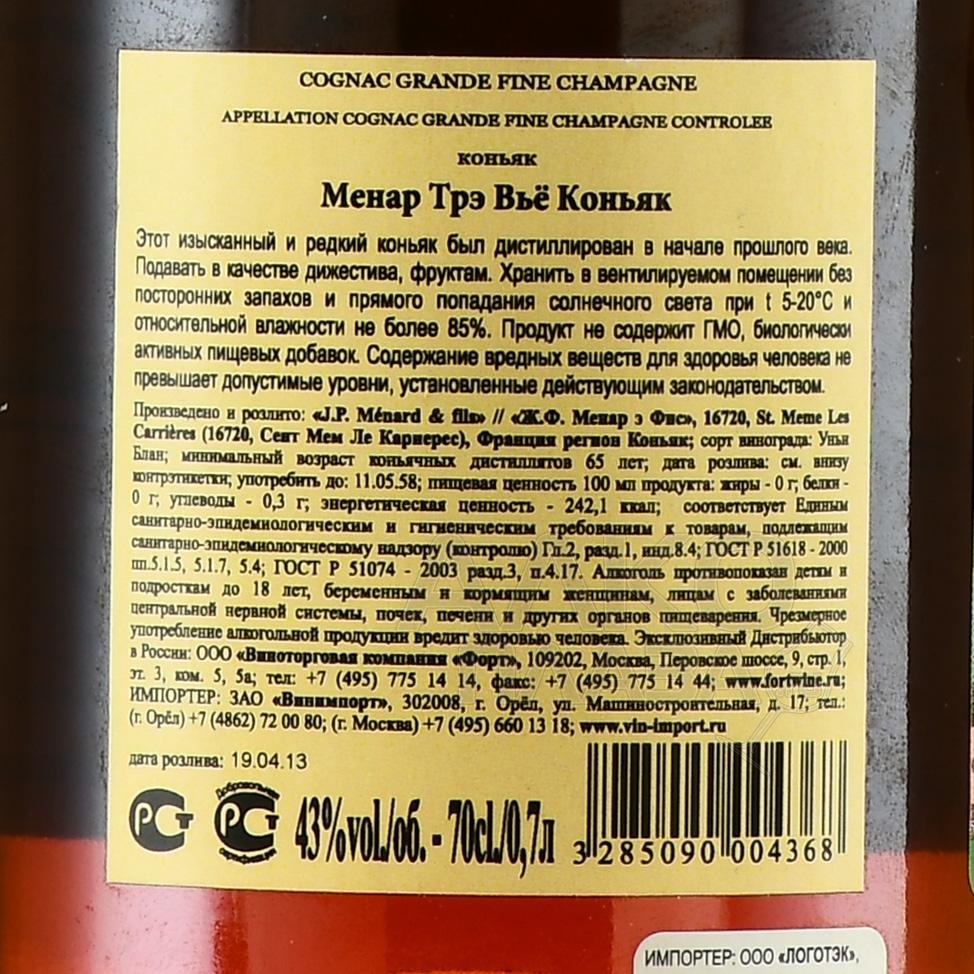 COGNAC GRANDE FINE CHAMPAGNE
APPELLATION COGNAC GRANDE FINE CHAMPAGNE CONTROLEE
коньяк
Менар Трэ Вьё Коньяк
Этот изысканный и редкий коньяк был дистиллирован в начале прошлого века.
Подавать в качестве дижестива, фруктам. Хранить в вентилируемом помещении без
посторонних запахов и прямого попадания солнечного света при t 5-20°С и
относительной влажности не более 85%. Продукт не содержит ГМО, биологически
активных пищевых добавок. Содержание вредных веществ для здоровья человека не
превышает допустимые уровни, установленные действующим законодательством.
Произведено и розлито: «J.P. Ménard & fils» // «Ж.Ф. Менар э Фис», 16720, St. Meme Les
Carrières (16720, Сент Мем Ле Карнерес), Франция регион Коньяк; сорт винограда: Уньи
Блан; минимальный возраст коньячных дистиллятов 65 лет; дата розлива: см. внизу
контрэтикетки; употребить до: 11.05.58; пищевая ценность 100 мл продукта: жиры - 0 г; белки -
0 г; углеводы - 0,3 г; энергетическая ценность - 242,1 ккал; соответствует Единым
санитарно-эпидемиологическим и гигиеническим требованиям к товарам, подлежащим
санитарно-эпидемиологическому надзору (контролю) Гл.2, разд.1, инд.8.4; ГОСТ Р 51618 - 2000
пп.5.1.5, 5.1.7, 5.4; ГОСТ Р 51074 - 2003 разд.3, п.4.17. Алкоголь противопоказан детям и
подросткам до 18 лет, беременным и кормящим женщинам, лицам с заболеваниями
центральной нервной системы, почек, печени и других органов пищеварения. Чрезмерное
употребление алкогольной продукции вредит здоровью человека. Эксклюзивный Дистрибьютор
в России: ООО «Виноторговая компания «Форт», 109202, Москва, Перовское шоссе, 9, стр. 1,
эт. 3, ком. 5, 5а; тел: +7 (495) 775 14 14, факс: +7 (495) 775 14 44; www.fortwine.ru;
ИМПОРТЕР: ЗАО «Винимпорт», 302008, г. Орёл, ул. Машиностроительная, д. 17; тел.:
(г. Орёл) +7 (4862) 72 00 80; (г. Москва) +7 (495) 660 13 18; www.vin-import.ru
дата розлива: 19.04.13
РСТ
Добровольная
РСТ
сертификация
43%vol./об. - 70cl./0,7л
3 285090 004368
ИМПОРТЕР: ООО «ЛОГОТЭК»,